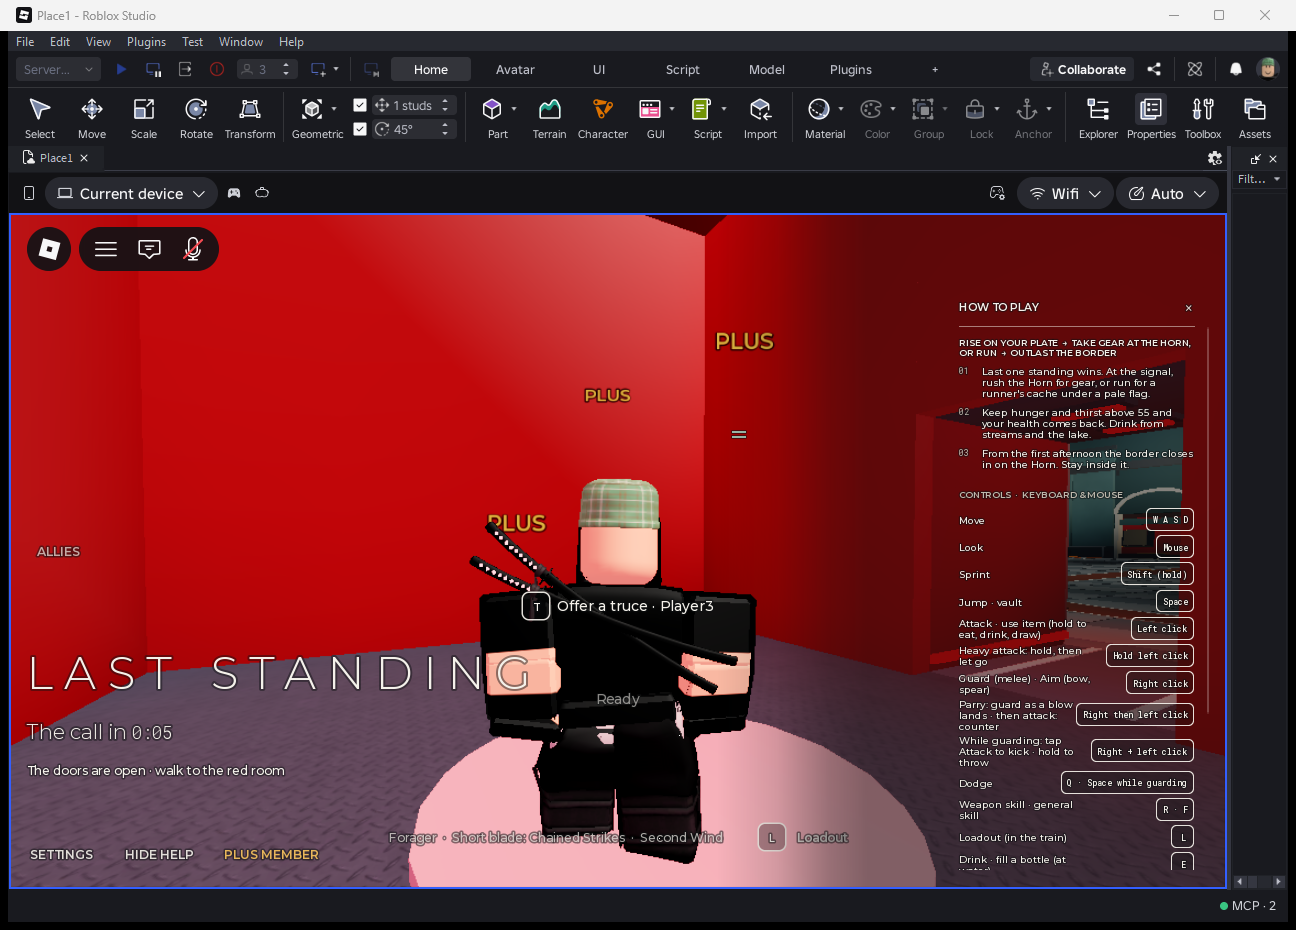 Place1 - Roblox Studio
File Edit View Plugins Test Window Help
Server... 3 Home Avatar UI Script Model Plugins + Collaborate
Select Move Scale Rotate Transform Geometric 1 studs 45° Part Terrain Character GUI Script Import Material Color Group Lock Anchor Explorer Properties Toolbox Assets
Place1
Filt...
Current device Wifi Auto
HOW TO PLAY ×
RISE ON YOUR PLATE → TAKE GEAR AT THE HORN,
OR RUN → OUTLAST THE BORDER
01 Last one standing wins. At the signal,
rush the Horn for gear, or run for a
runner's cache under a pale flag.
02 Keep hunger and thirst above 55 and
your health comes back. Drink from
streams and the lake.
03 From the first afternoon the border closes
in on the Horn. Stay inside it.
CONTROLS · KEYBOARD & MOUSE
Move W A S D
Look Mouse
Sprint Shift (hold)
Jump · vault Space
Attack · use item (hold to
eat, drink, draw) Left click
Heavy attack: hold, then
let go Hold left click
Guard (melee) · Aim (bow,
spear) Right click
Parry: guard as a blow
lands · then attack:
counter Right then left click
While guarding: tap
Attack to kick · hold to
throw Right + left click
Dodge Q · Space while guarding
Weapon skill · general
skill R · F
Loadout (in the train) L
Drink · fill a bottle (at
water) E
PLUS
PLUS
PLUS
ALLIES
T Offer a truce · Player3
LAST STANDING
Ready
The call in 0:05
The doors are open · walk to the red room
Forager · Short blade: Chained Strikes · Second Wind L Loadout
SETTINGS HIDE HELP PLUS MEMBER
MCP · 2